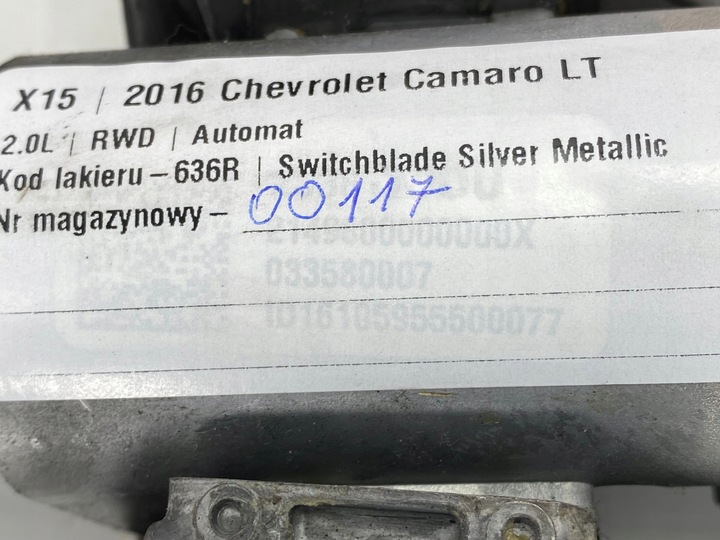 X15 | 2016 Chevrolet Camaro LT
2.0L | RWD | Automat
Kod lakieru – 636R | Switchblade Silver Metallic
Nr magazynowy – 00117
033580007
ID16105955500077